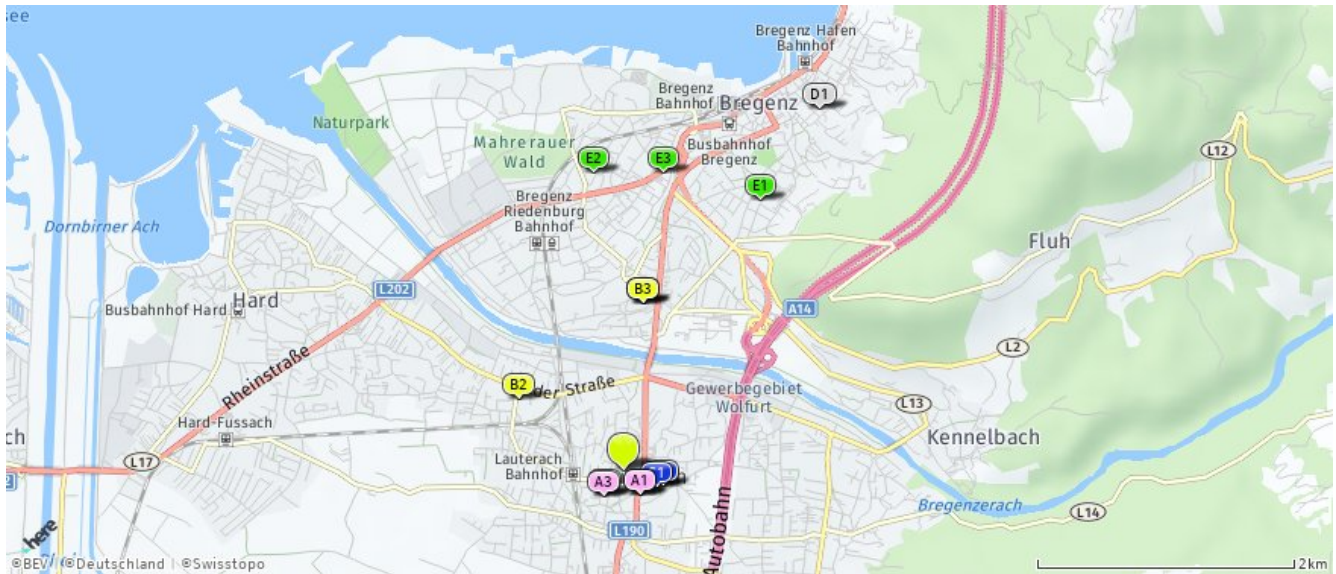 see
Bregenz Hafen
Bahnhof
D1
Bregenz
Bahnhof
Bregenz
Naturpark
Mahrerauer
Wald
Busbahnhof
Bregenz
L12
E2
E3
E1
Bregenz
Riedenburg
Bahnhof
Dornbirner Ach
Fluh
L202
B3
Busbahnhof Hard
Hard
A14
L2
Rheinstraße
B2
der Straße
Gewerbegebiet
Wolfurt
L13
Hard-Fussach
Kennelbach
ch
L17
Lauterach
Bahnhof
A3
A1
Bregenzerach
L14
L190
Autobahn
here
©BEV | ©Deutschland | ©Swisstopo
2km